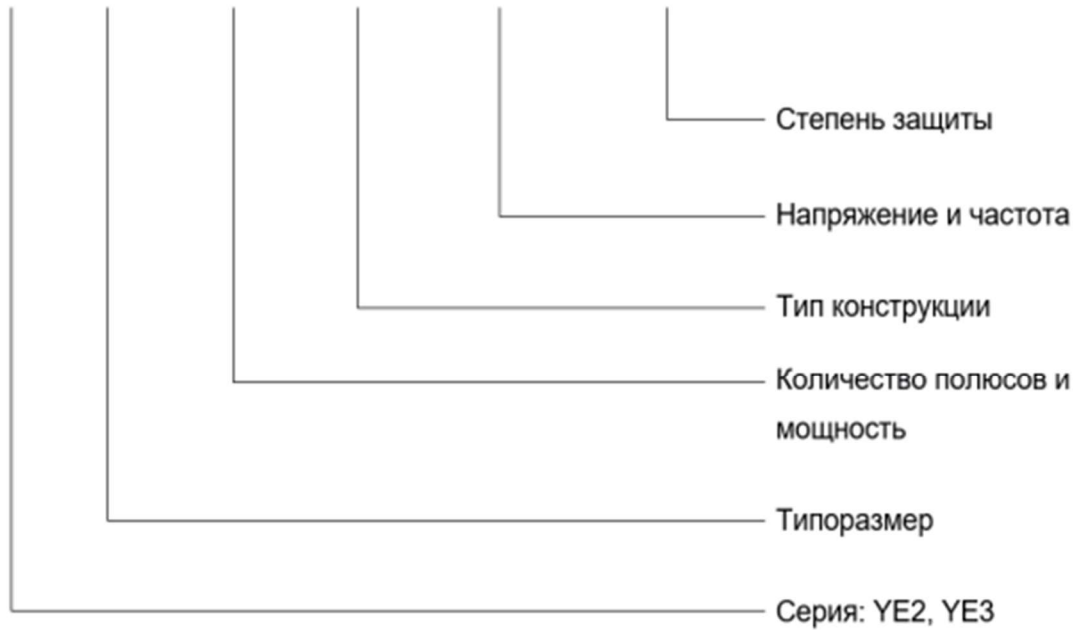 Степень защиты
Напряжение и частота
Тип конструкции
Количество полюсов и
мощность
Типоразмер
Серия: YE2, YE3